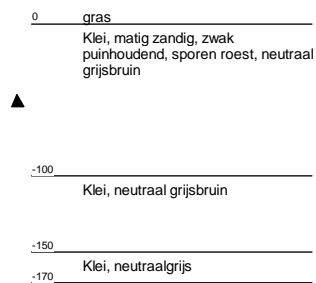 0 gras
Klei, matig zandig, zwak
puinhoudend, sporen roest, neutraal
grijsbruin
-100
Klei, neutraal grijsbruin
-150
Klei, neutraalgrijs
-170